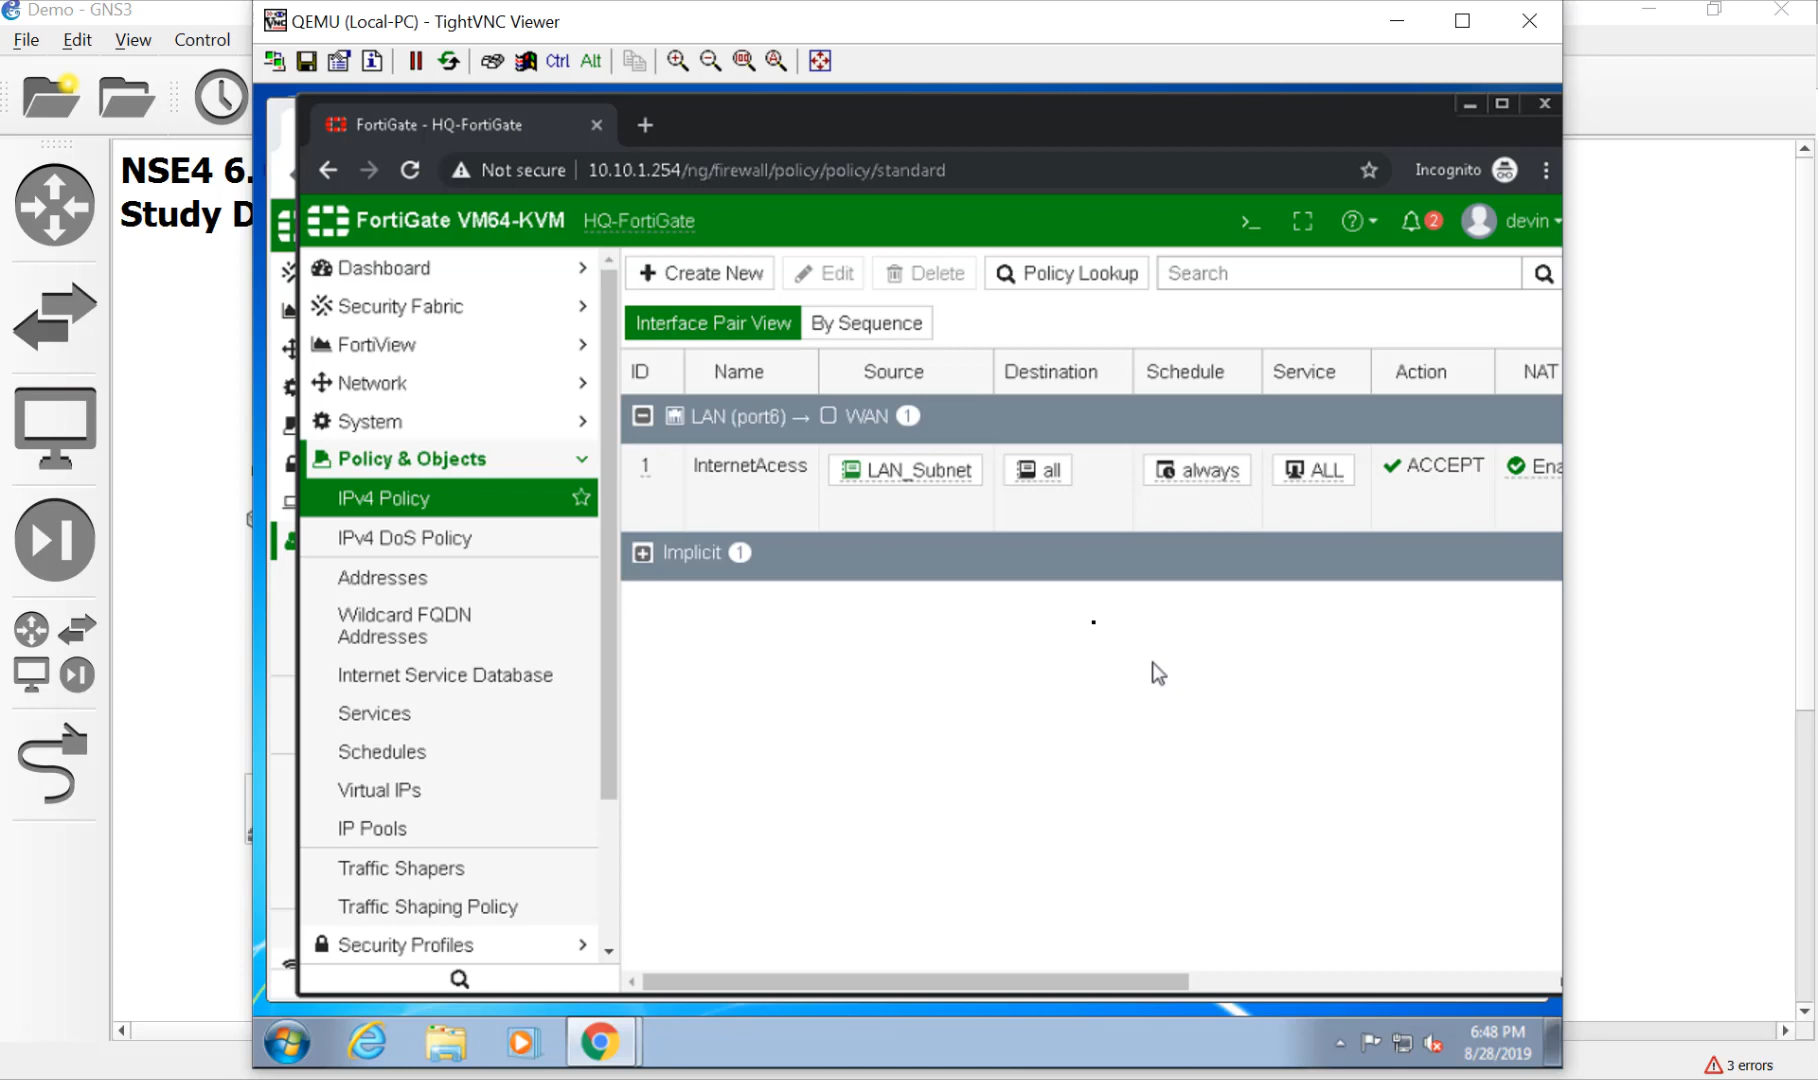 Demo - GNS3
File Edit View Control
QEMU (Local-PC) - TightVNC Viewer
Ctrl Alt
NSE4 6.
Study D
FortiGate - HQ-FortiGate
Not secure 10.10.1.254/ng/firewall/policy/policy/standard Incognito
FortiGate VM64-KVM HQ-FortiGate 2 devin
Dashboard
Security Fabric
FortiView
Network
System
Policy & Objects
IPv4 Policy
IPv4 DoS Policy
Addresses
Wildcard FQDN
Addresses
Internet Service Database
Services
Schedules
Virtual IPs
IP Pools
Traffic Shapers
Traffic Shaping Policy
Security Profiles
Create New Edit Delete Policy Lookup Search
Interface Pair View By Sequence
ID Name Source Destination Schedule Service Action NAT
LAN (port6) → WAN 1
1 InternetAcess LAN_Subnet all always ALL ACCEPT Ena
Implicit 1
6:48 PM
8/28/2019
3 errors